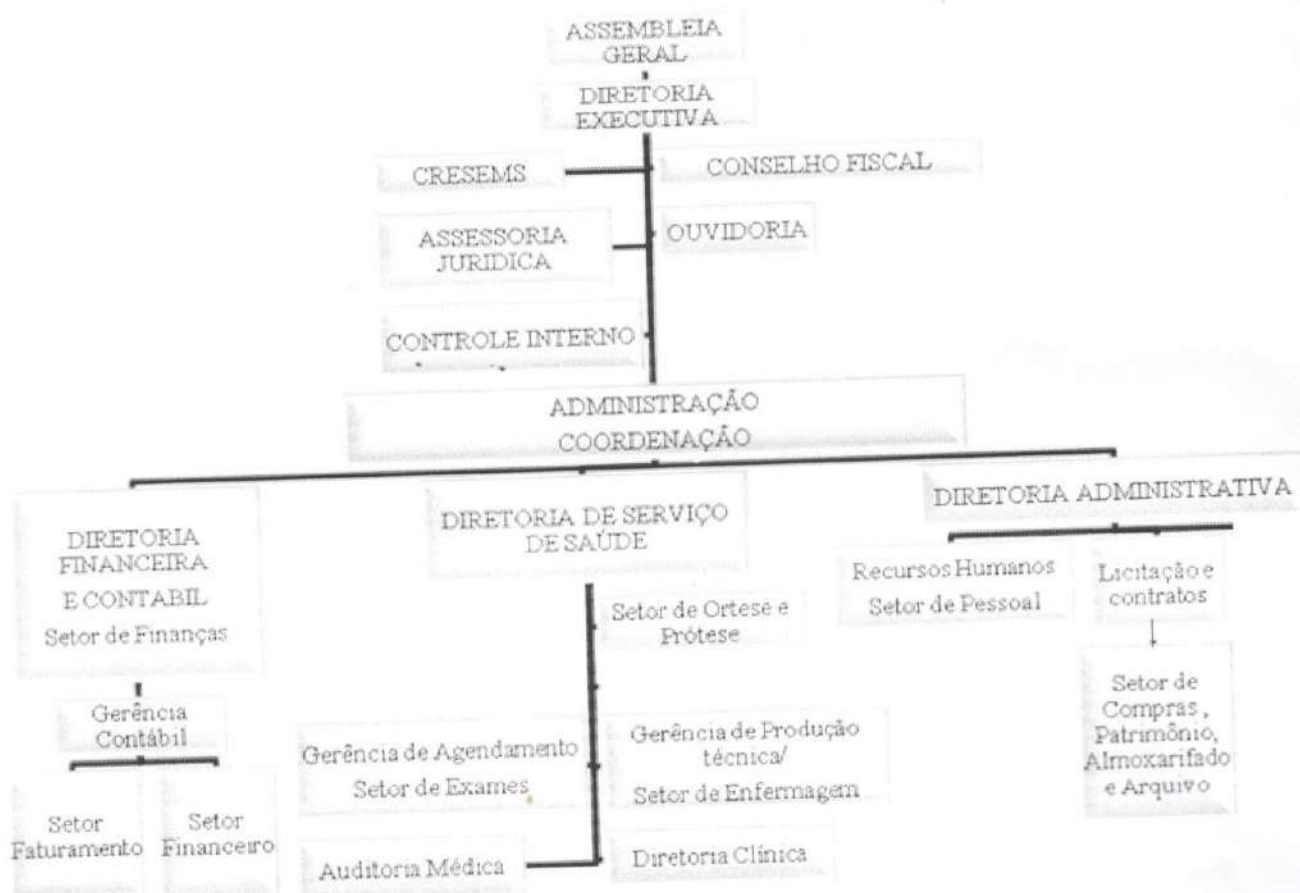 ASSEMBLEIA
GERAL
DIRETORIA
EXECUTIVA
CRESEMS
CONSELHO FISCAL
ASSESSORIA
JURIDICA
OUVIDORIA
CONTROLE INTERNO
ADMINISTRAÇÃO
COORDENAÇÃO
DIRETORIA
FINANCEIRA
E CONTABIL
Setor de Finanças
Gerência
Contábil
Setor
Faturamento
Setor
Financeiro
DIRETORIA DE SERVIÇO
DE SAÚDE
Setor de Ortese e
Prótese
Gerência de Agendamento
Setor de Exames
Gerência de Produção
técnica/
Setor de Enfermagem
Auditoria Médica
Diretoria Clínica
DIRETORIA ADMINISTRATIVA
Recursos Humanos
Setor de Pessoal
Licitação e
contratos
Setor de
Compras ,
Patrimônio,
Almoxarifado
e Arquivo